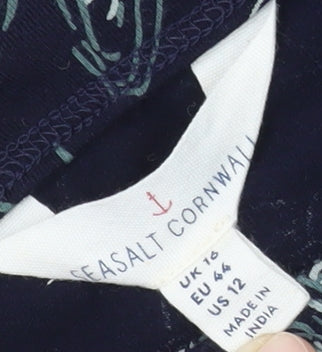 SEASALT CORNWALL
UK 16
EU 44
US 12
MADE IN
INDIA